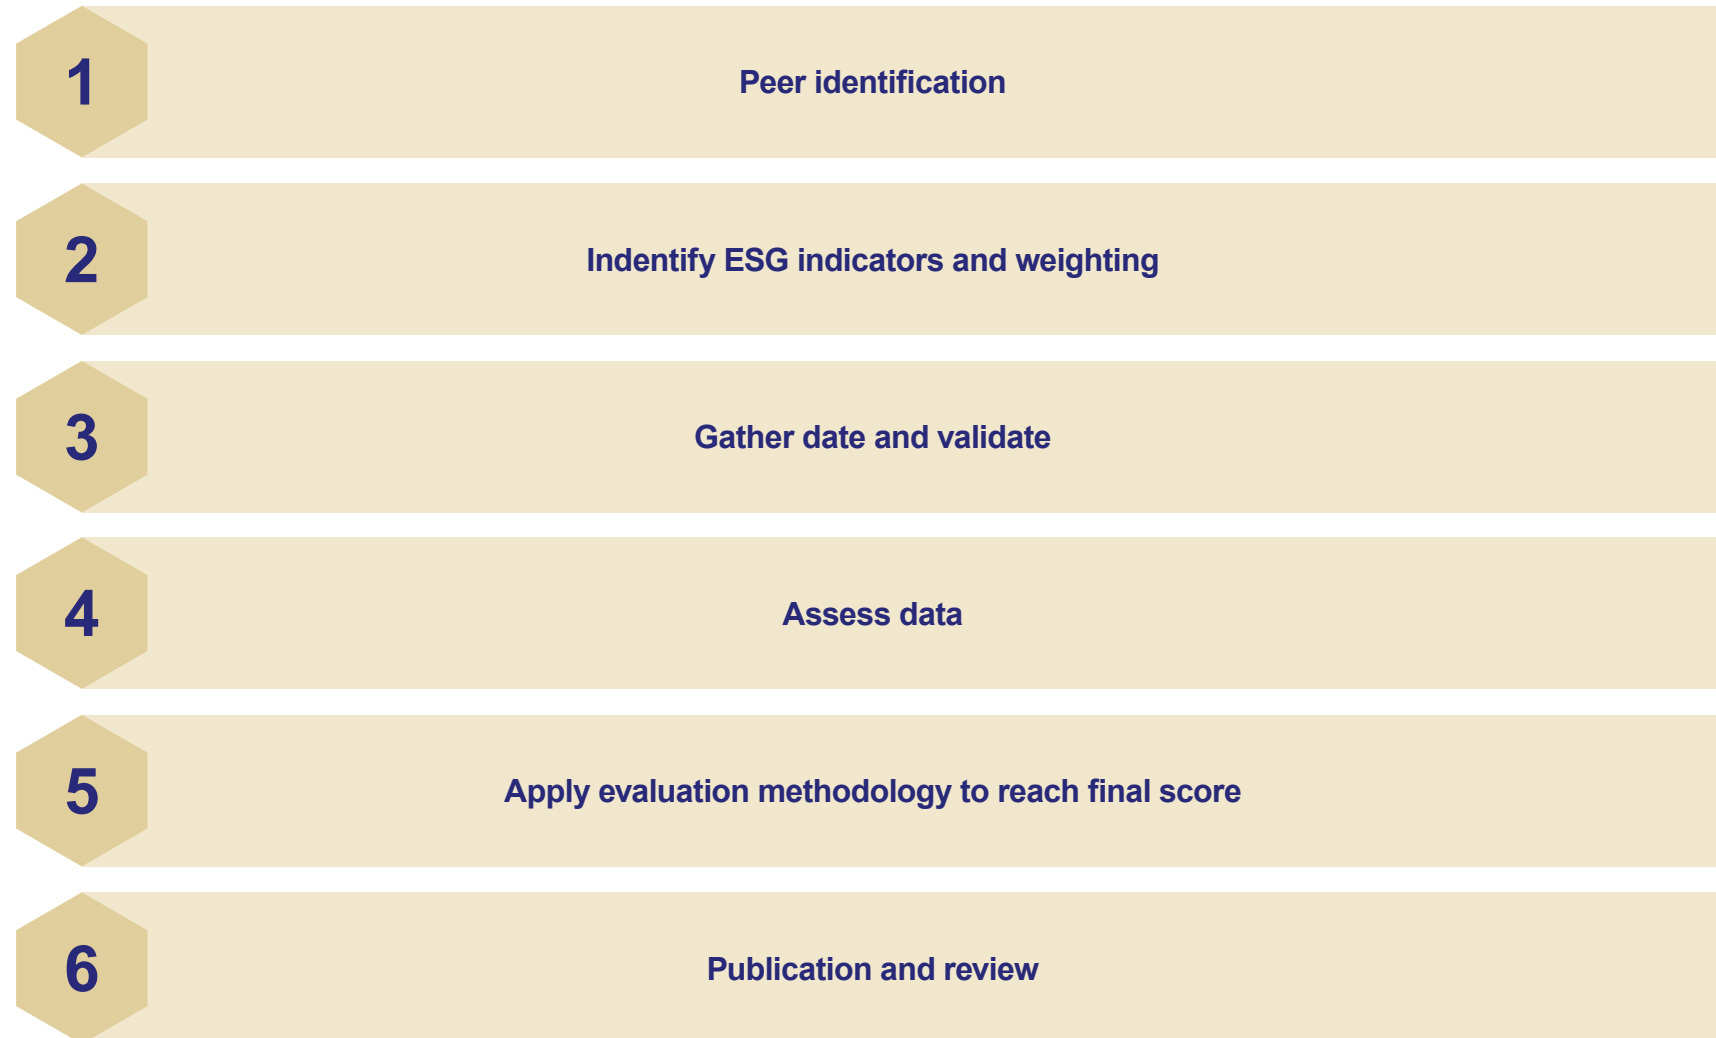 1
Peer identification
2
Indentify ESG indicators and weighting
3
Gather date and validate
4
Assess data
5
Apply evaluation methodology to reach final score
6
Publication and review